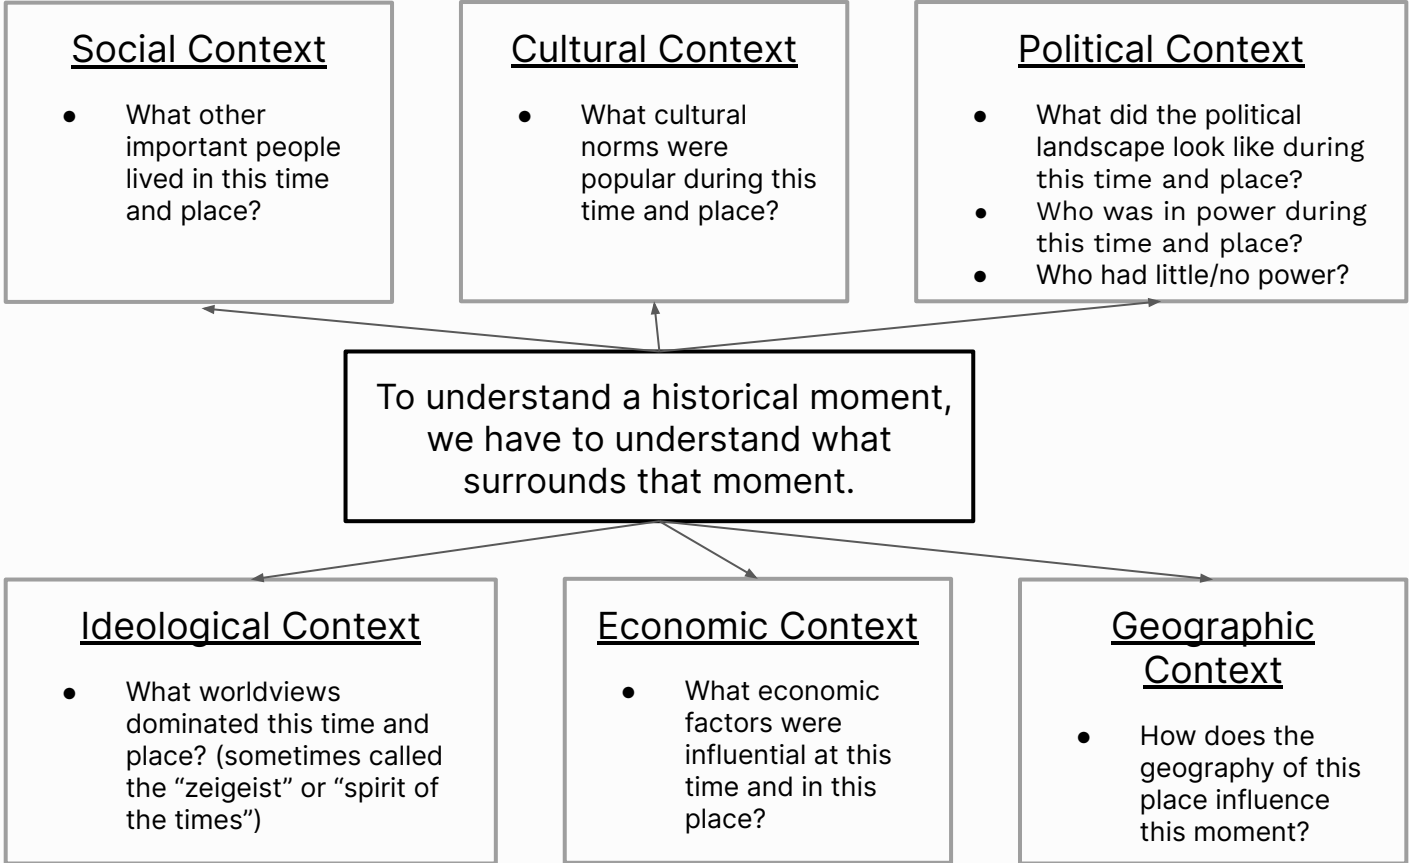 Social Context
● What other
important people
lived in this time
and place?
Cultural Context
● What cultural
norms were
popular during this
time and place?
Political Context
● What did the political
landscape look like during
this time and place?
● Who was in power during
this time and place?
● Who had little/no power?
To understand a historical moment,
we have to understand what
surrounds that moment.
Ideological Context
● What worldviews
dominated this time and
place? (sometimes called
the “zeigeist” or “spirit of
the times”)
Economic Context
● What economic
factors were
influential at this
time and in this
place?
Geographic
Context
● How does the
geography of this
place influence
this moment?